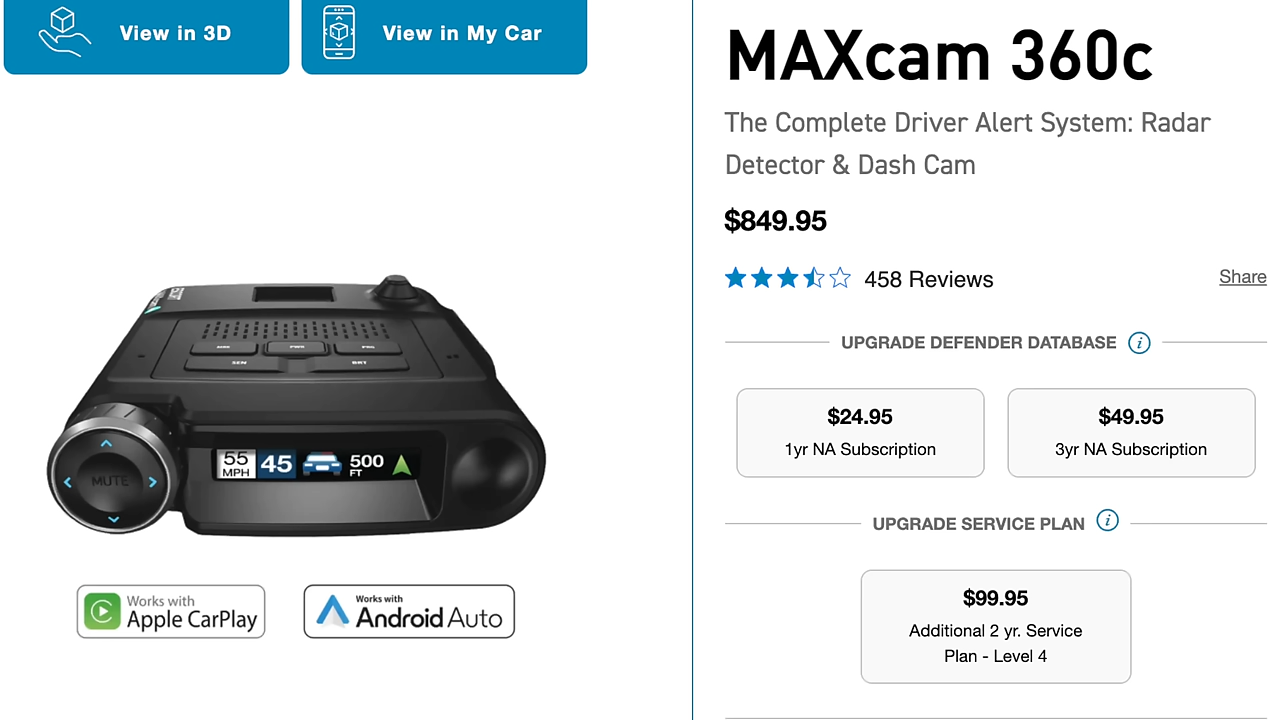 View in 3D
View in My Car
MAXcam 360c
The Complete Driver Alert System: Radar
Detector & Dash Cam
$849.95
458 Reviews
Share
UPGRADE DEFENDER DATABASE
i
$24.95
1yr NA Subscription
$49.95
3yr NA Subscription
UPGRADE SERVICE PLAN
i
$99.95
Additional 2 yr. Service
Plan - Level 4
PWR
SEN
BRT
MUTE
55
MPH
45
500
FT
Works with
Apple CarPlay
Works with
Android Auto